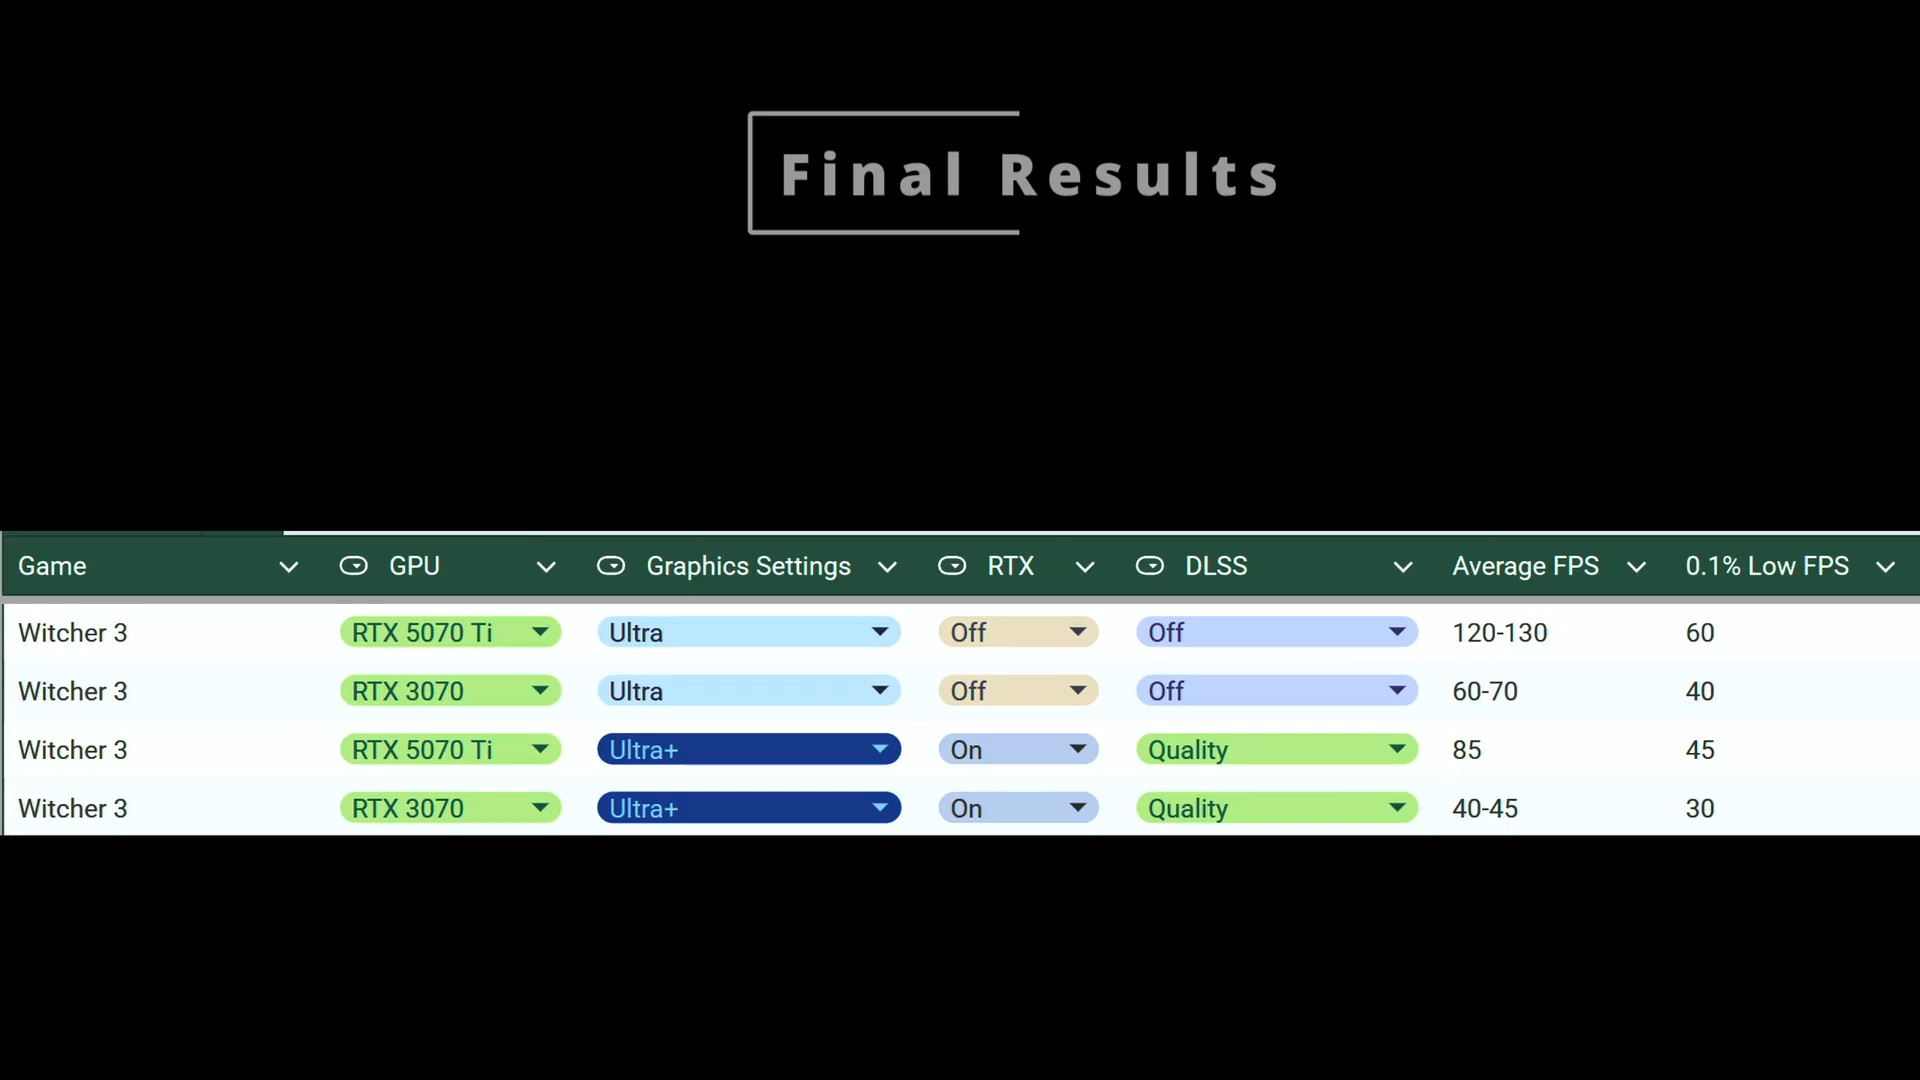 Final Results
Game GPU Graphics Settings RTX DLSS Average FPS 0.1% Low FPS
Witcher 3 RTX 5070 Ti Ultra Off Off 120-130 60
Witcher 3 RTX 3070 Ultra Off Off 60-70 40
Witcher 3 RTX 5070 Ti Ultra+ On Quality 85 45
Witcher 3 RTX 3070 Ultra+ On Quality 40-45 30